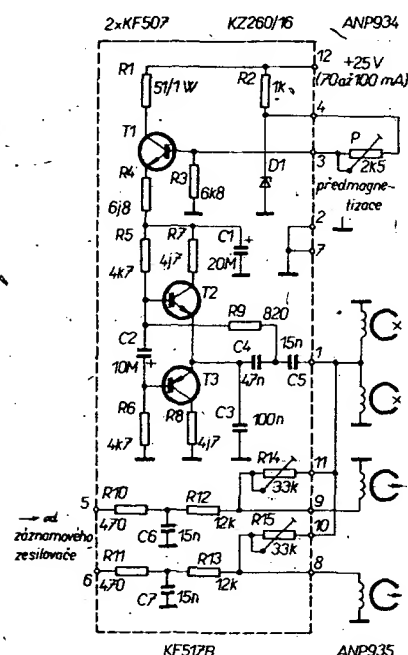 2xKF507 KZ260/16 ANP934
R1 51/1W
R2 1k
12 +25V
(70až 100 mA)
4
T1
P 2k5
3
R4 6j8
R3 6k8
D1
předmagne-
tizace
2
7
R5 4k7
R7 4j7
C1 +
20M
T2
R9 820
C2 10M +
C4 47n
15n C5
1
T3
R6 4k7
R8 4j7
C3 100n
R14 33k
11
5
R10 470
R12 12k
9
→ od
záznamového
zesilovače
C6 15n
R15 33k
10
6
R11 470
R13 12k
8
C7 15n
KF517B ANP935